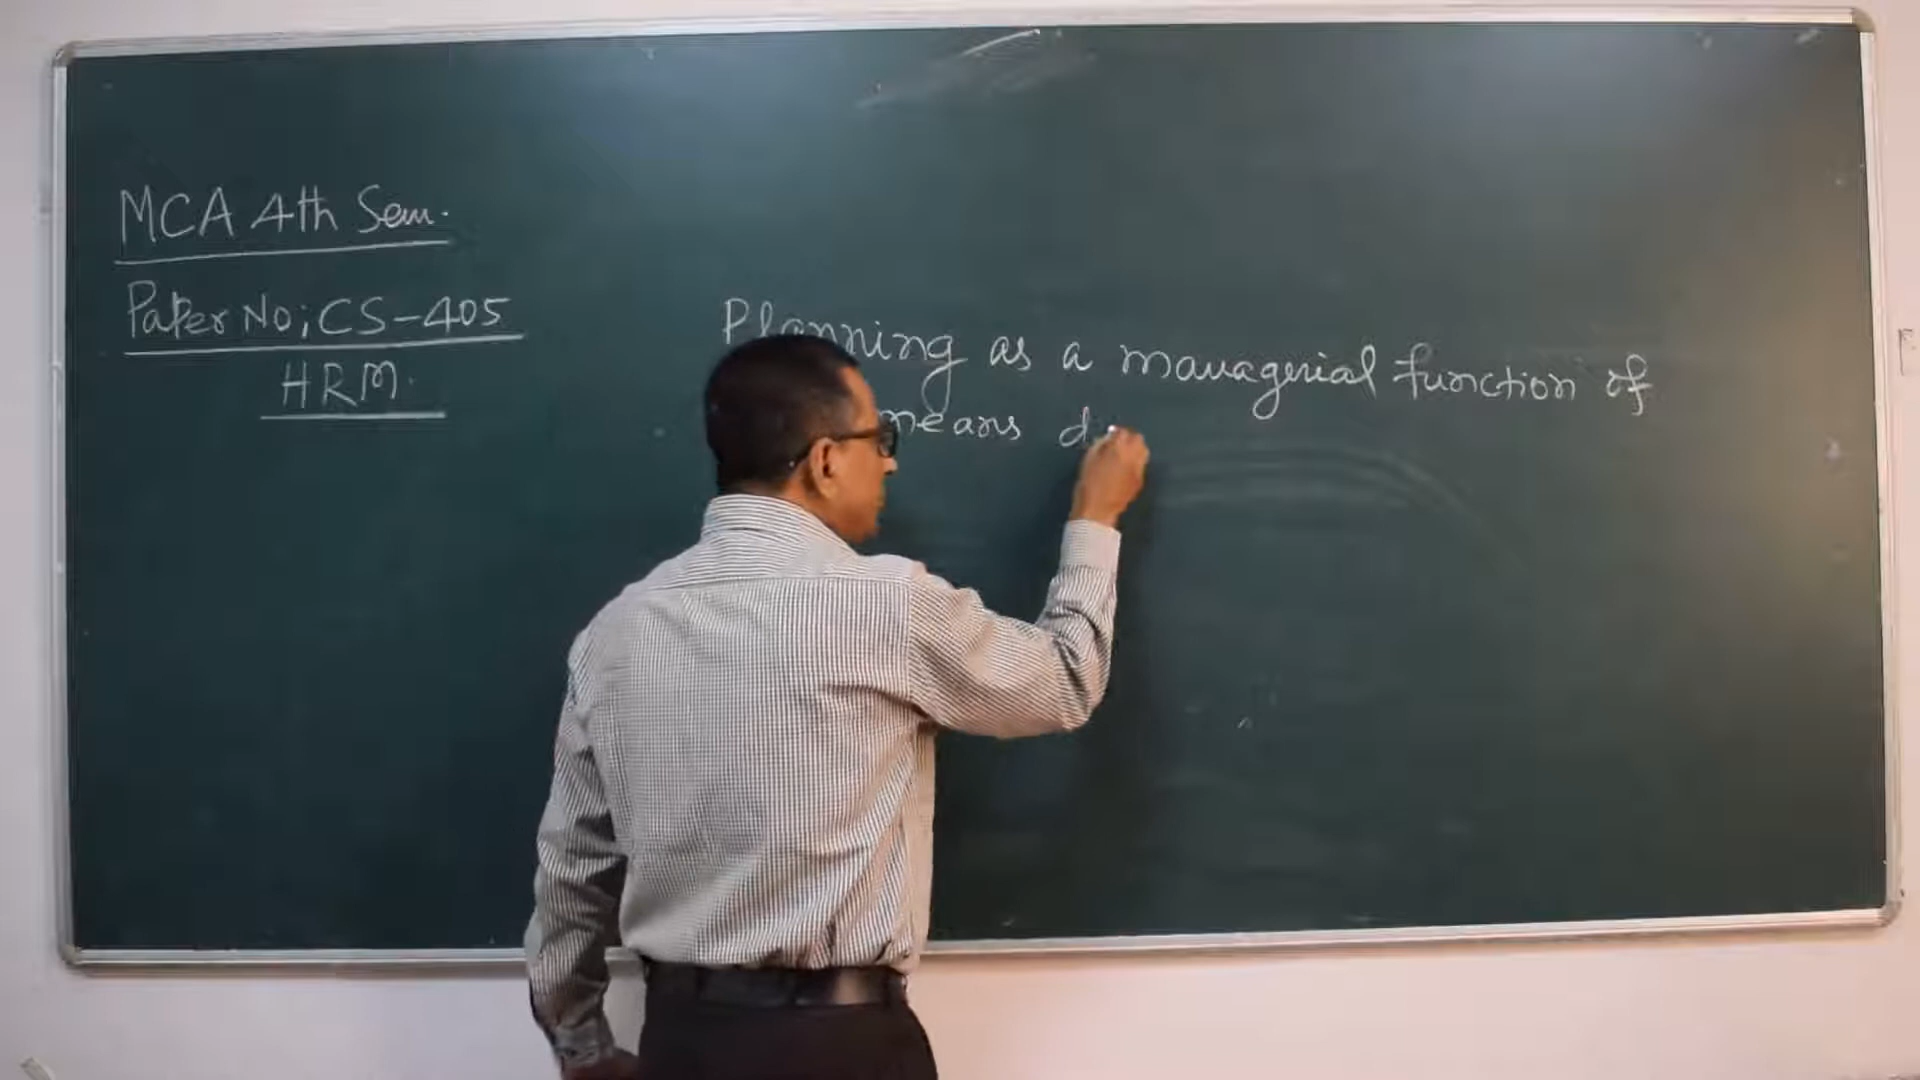 MCA 4th Sem.
Paper No; CS-405
HRM.
Planning as a managerial function of
means